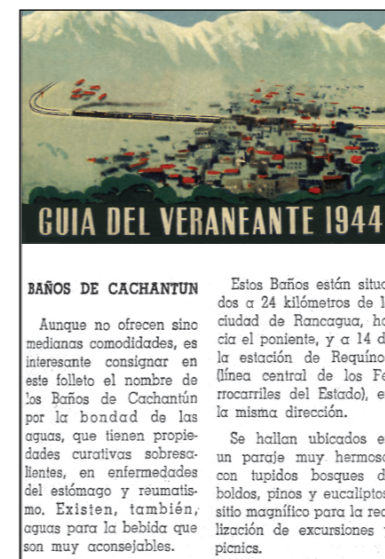 GUIA DEL VERANEANTE 1944
BAÑOS DE CACHANTUN
Aunque no ofrecen sino
medianas comodidades, es
interesante consignar en
este folleto el nombre de
los Baños de Cachantún
por la bondad de las
aguas, que tienen propie-
dades curativas sobresa-
lientes, en enfermedades
del estómago y reumatis-
mo. Existen, también,
aguas para la bebida que
son muy aconsejables.
Estos Baños están situa
dos a 24 kilómetros de l
ciudad de Rancagua, ha
cia el poniente, y a 14 d
la estación de Requíno
(línea central de los Fe
rrocarriles del Estado), e
la misma dirección.
Se hallan ubicados e
un paraje muy hermoso
con tupidos bosques d
boldos, pinos y eucaliptos
sitio magnífico para la rea
lización de excursiones y
picnics.